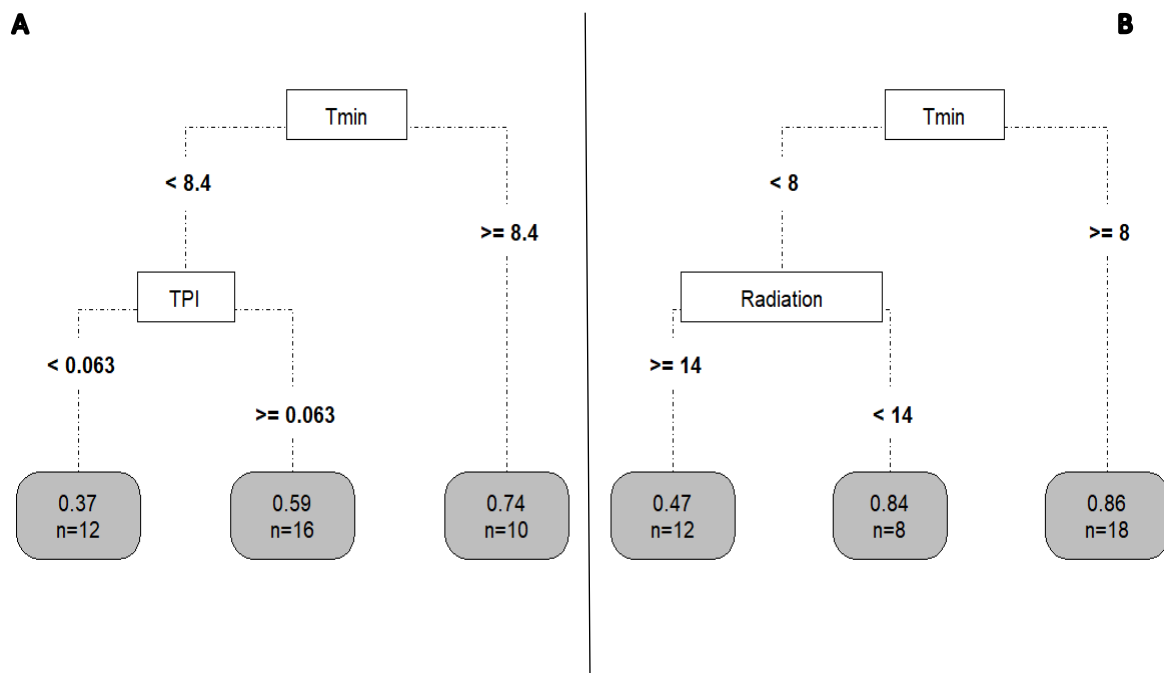 A
Tmin
< 8.4
>= 8.4
TPI
< 0.063
>= 0.063
0.37
n=12
0.59
n=16
0.74
n=10
B
Tmin
< 8
>= 8
Radiation
>= 14
< 14
0.47
n=12
0.84
n=8
0.86
n=18